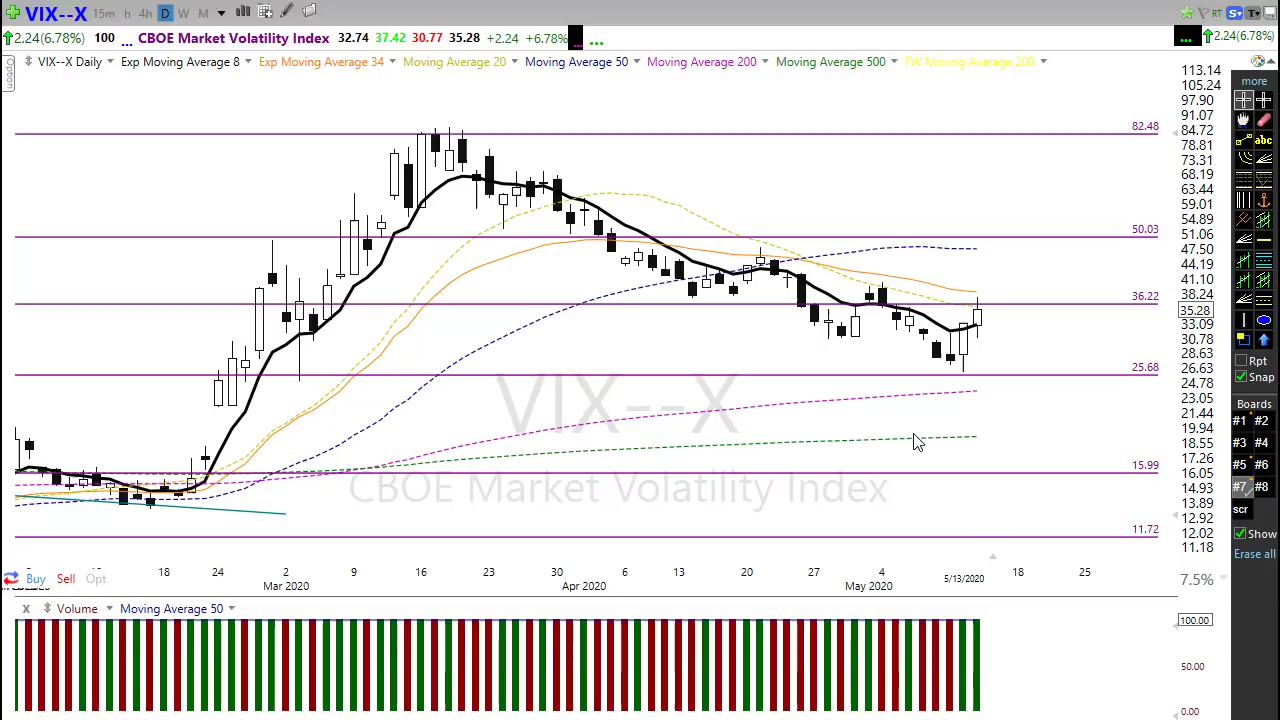 VIX--X 15m h 4h D W M RT S T
2.24(6.78%) 100 ... CBOE Market Volatility Index 32.74 37.42 30.77 35.28 +2.24 +6.78% ... ... ... 2.24(6.78%)
Option
VIX--X Daily Exp Moving Average 8 Exp Moving Average 34 Moving Average 20 Moving Average 50 Moving Average 200 Moving Average 500 FW Moving Average 200
113.14
105.24
97.90
91.07
84.72
78.81
73.31
68.19
63.44
59.01
54.89
51.06
47.50
44.19
41.10
38.24
35.28
33.09
30.78
28.63
26.63
24.78
23.05
21.44
19.94
18.55
17.26
16.05
14.93
13.89
12.92
12.02
11.18
82.48
50.03
36.22
25.68
15.99
11.72
VIX--X
CBOE Market Volatility Index
more
abc
Rpt
Snap
Boards
#1 #2
#3 #4
#5 #6
#7 #8
scr
Show
Erase all
18 24 2 9 16 23 30 6 13 20 27 4 5/13/2020 18 25
Mar 2020 Apr 2020 May 2020
Buy Sell Opt
7.5%
X Volume Moving Average 50
100.00
50.00
0.00